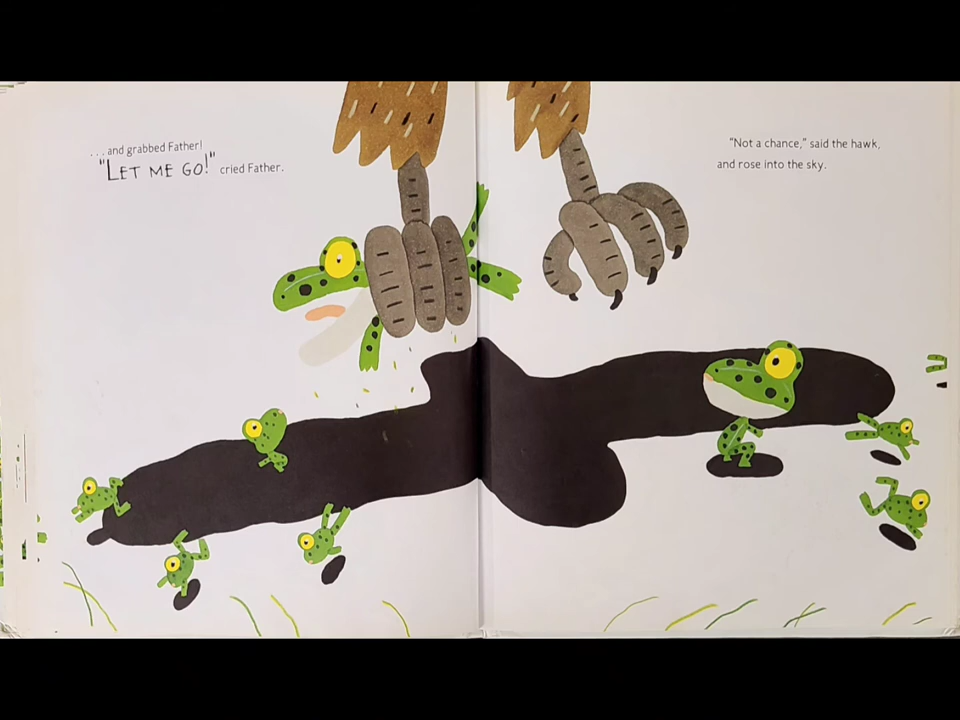 ...and grabbed Father!
"LET ME GO!" cried Father.
"Not a chance," said the hawk,
and rose into the sky.